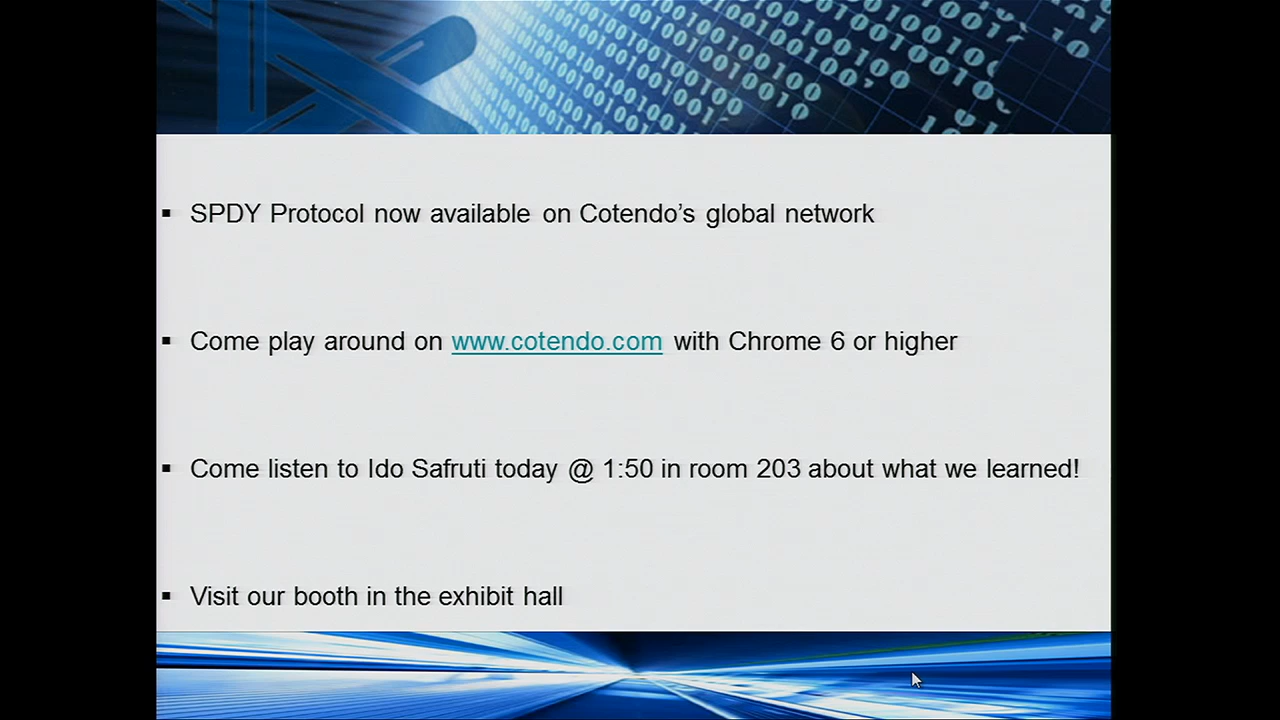 SPDY Protocol now available on Cotendo’s global network
Come play around on www.cotendo.com with Chrome 6 or higher
Come listen to Ido Safruti today @ 1:50 in room 203 about what we learned!
Visit our booth in the exhibit hall